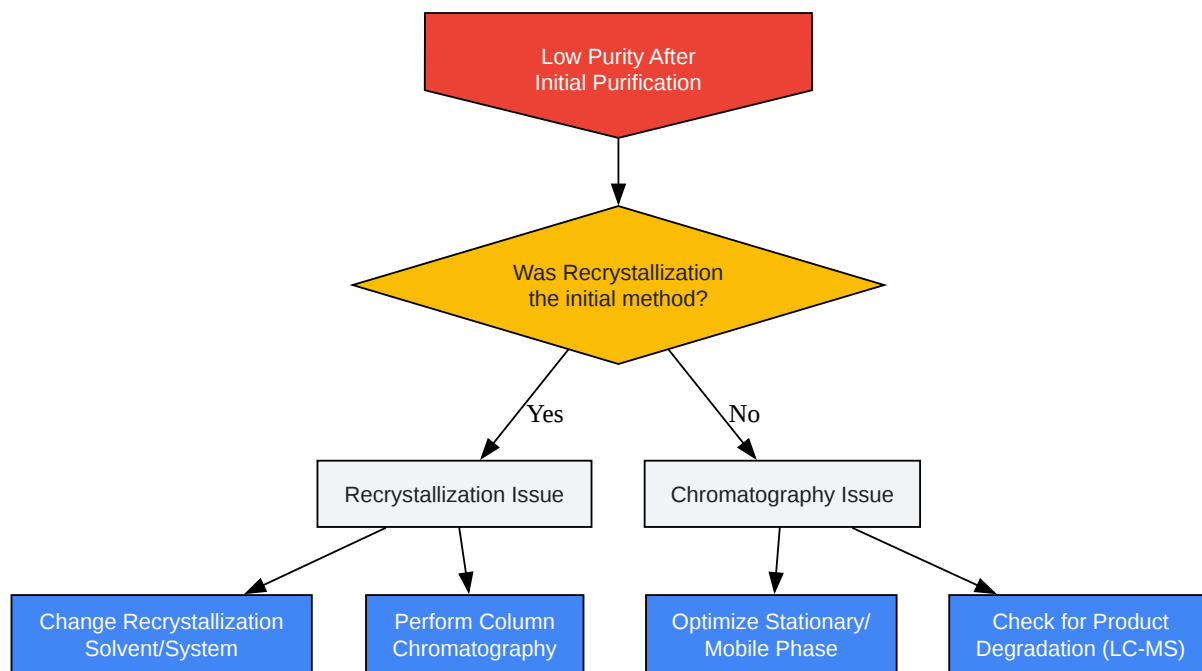 Low Purity After
Initial Purification
Was Recrystallization
the initial method?
Yes
No
Recrystallization Issue
Chromatography Issue
Change Recrystallization
Solvent/System
Perform Column
Chromatography
Optimize Stationary/
Mobile Phase
Check for Product
Degradation (LC-MS)